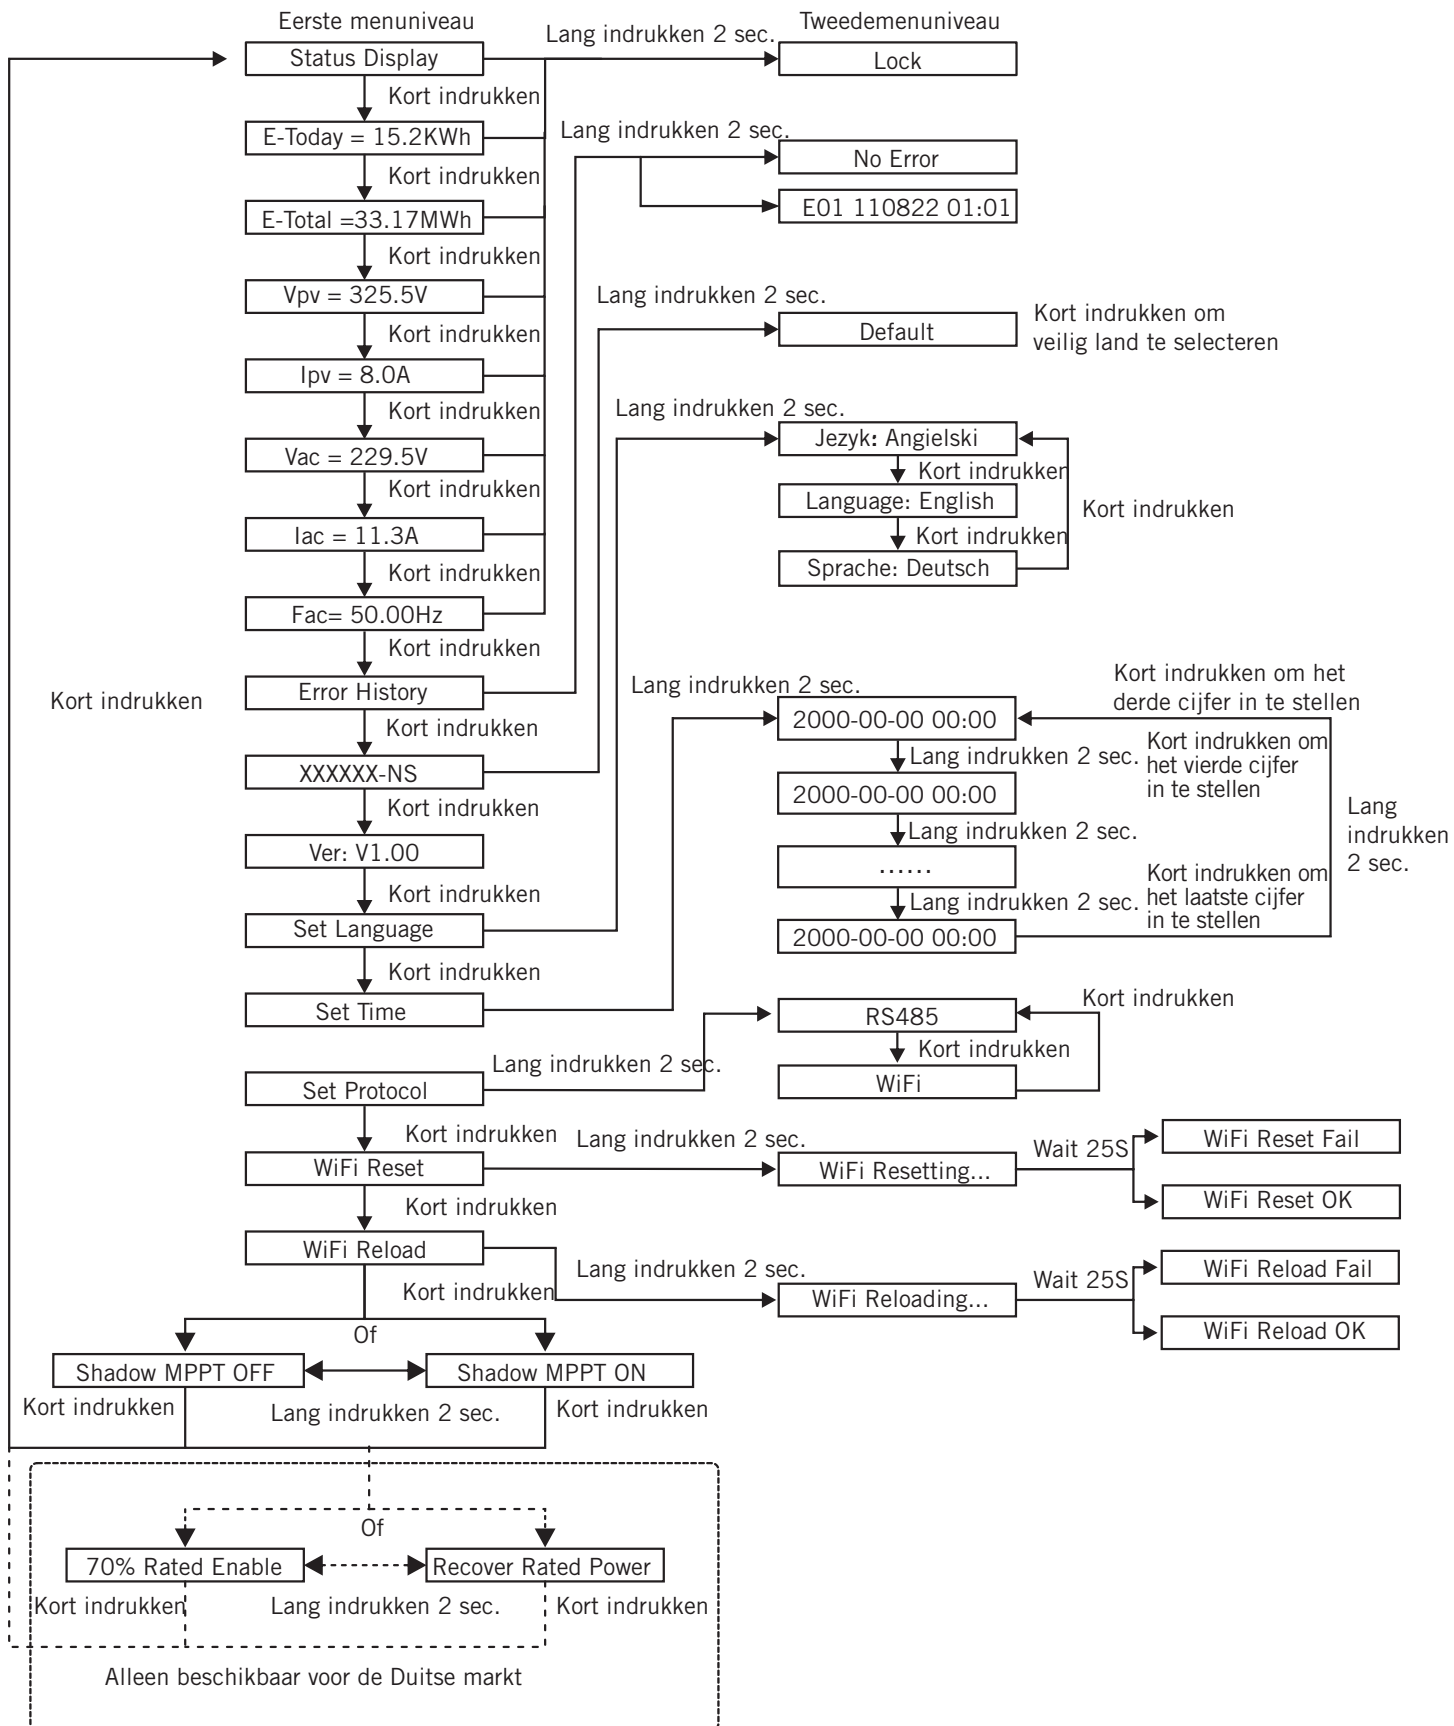 Eerste menuniveau
Tweedemenuniveau
Status Display
Lang indrukken 2 sec.
Lock
Kort indrukken
E-Today = 15.2KWh
Lang indrukken 2 sec.
No Error
Kort indrukken
E-Total =33.17MWh
E01 110822 01:01
Kort indrukken
Vpv = 325.5V
Lang indrukken 2 sec.
Default
Kort indrukken om
veilig land te selecteren
Kort indrukken
Ipv = 8.0A
Kort indrukken
Lang indrukken 2 sec.
Jezyk: Angielski
Vac = 229.5V
Kort indrukken
Kort indrukken
Language: English
Kort indrukken
Iac = 11.3A
Kort indrukken
Sprache: Deutsch
Kort indrukken
Fac= 50.00Hz
Kort indrukken
Error History
Kort indrukken
Lang indrukken 2 sec.
Kort indrukken om het
derde cijfer in te stellen
2000-00-00 00:00
Kort indrukken
Lang indrukken 2 sec.
Kort indrukken om
het vierde cijfer
in te stellen
XXXXXX-NS
2000-00-00 00:00
Kort indrukken
Lang indrukken 2 sec.
Lang
indrukken
2 sec.
Ver: V1.00
......
Kort indrukken
Lang indrukken 2 sec.
Kort indrukken om
het laatste cijfer
in te stellen
Set Language
2000-00-00 00:00
Kort indrukken
Set Time
RS485
Kort indrukken
Kort indrukken
Lang indrukken 2 sec.
Set Protocol
WiFi
Kort indrukken
Lang indrukken 2 sec.
WiFi Reset
WiFi Resetting...
Wait 25S
WiFi Reset Fail
WiFi Reset OK
Kort indrukken
WiFi Reload
Lang indrukken 2 sec.
WiFi Reloading...
Wait 25S
WiFi Reload Fail
WiFi Reload OK
Kort indrukken
Of
Shadow MPPT OFF
Shadow MPPT ON
Kort indrukken
Lang indrukken 2 sec.
Kort indrukken
Of
70% Rated Enable
Recover Rated Power
Kort indrukken
Lang indrukken 2 sec.
Kort indrukken
Alleen beschikbaar voor de Duitse markt